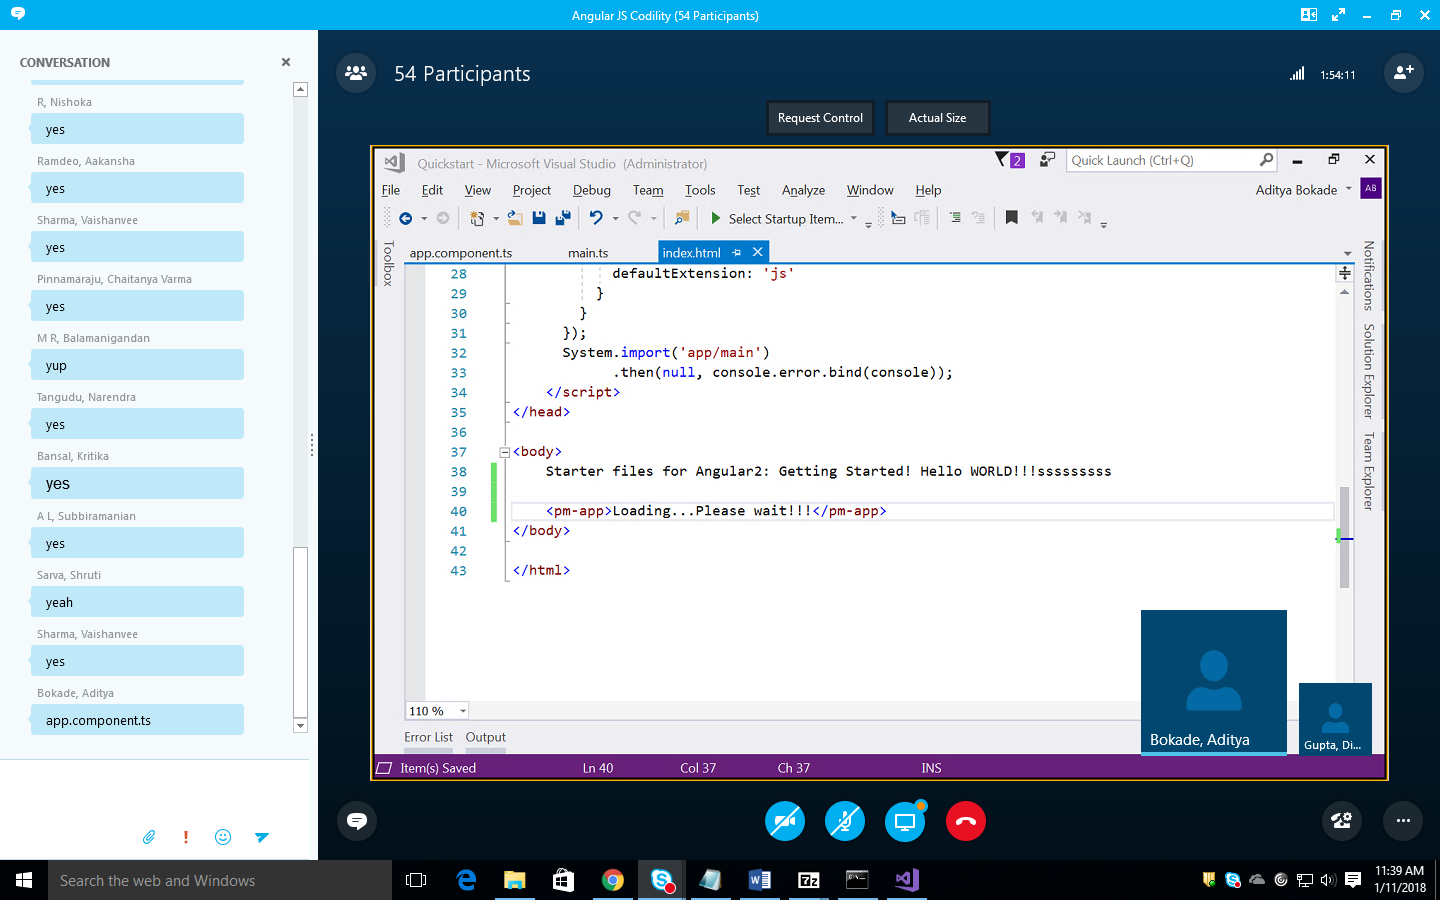 Angular JS Codility (54 Participants)
CONVERSATION
R, Nishoka
yes
Ramdeo, Aakansha
yes
Sharma, Vaishanvee
yes
Pinnamaraju, Chaitanya Varma
yes
M R, Balamanigandan
yup
Tangudu, Narendra
yes
Bansal, Kritika
yes
A L, Subbiramanian
yes
Sarva, Shruti
yeah
Sharma, Vaishanvee
yes
Bokade, Aditya
app.component.ts
54 Participants
1:54:11
Request Control
Actual Size
Quickstart - Microsoft Visual Studio (Administrator)
2
Quick Launch (Ctrl+Q)
File Edit View Project Debug Team Tools Test Analyze Window Help
Aditya Bokade
AB
Select Startup Item...
Toolbox
app.component.ts
main.ts
index.html
28 defaultExtension: 'js'
29 }
30 }
31 });
32 System.import('app/main')
33 .then(null, console.error.bind(console));
34 </script>
35 </head>
36
37 <body>
38 Starter files for Angular2: Getting Started! Hello WORLD!!!sssssssss
39
40 <pm-app>Loading...Please wait!!!</pm-app>
41 </body>
42
43 </html>
Notifications
Solution Explorer
Team Explorer
110 %
Error List
Output
Item(s) Saved
Ln 40
Col 37
Ch 37
INS
Bokade, Aditya
Gupta, Di...
Search the web and Windows
11:39 AM
1/11/2018